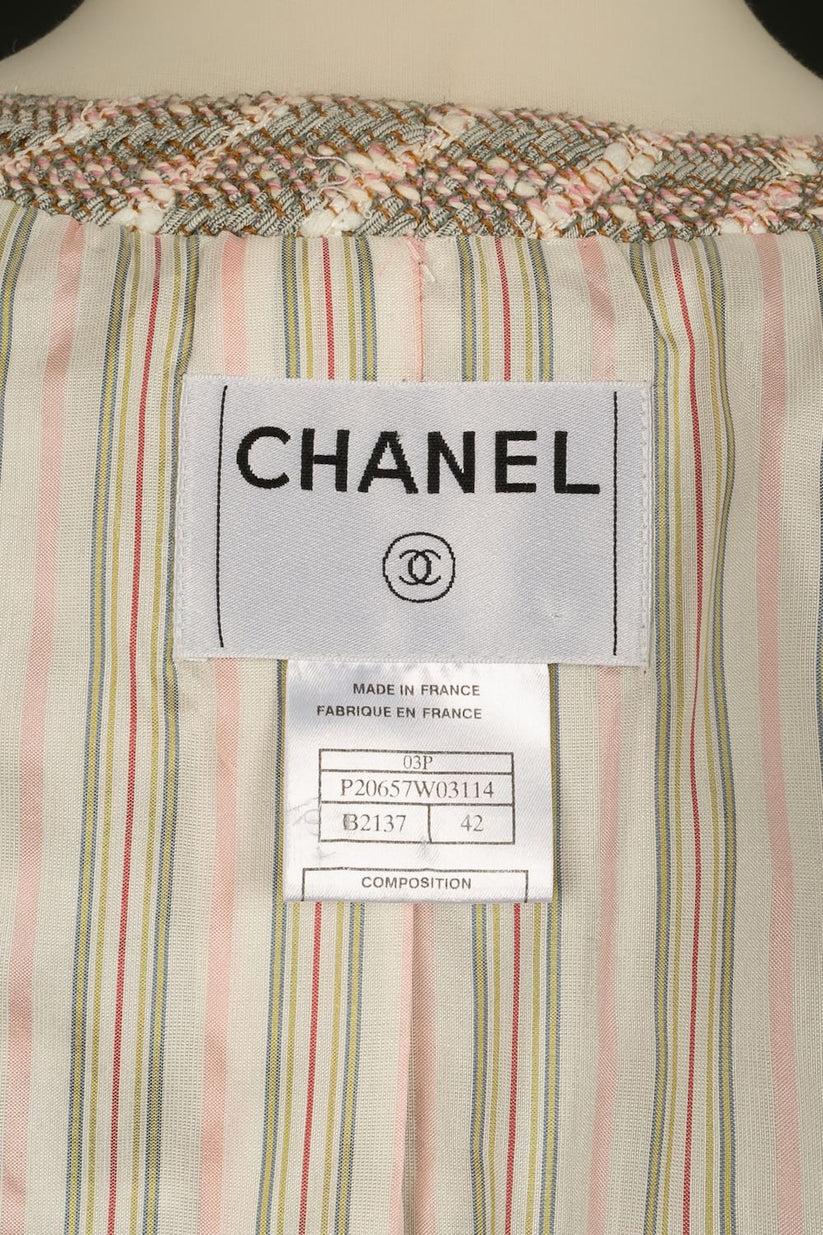 CHANEL
MADE IN FRANCE
FABRIQUE EN FRANCE
03P
P20657W03114
B2137 42
COMPOSITION